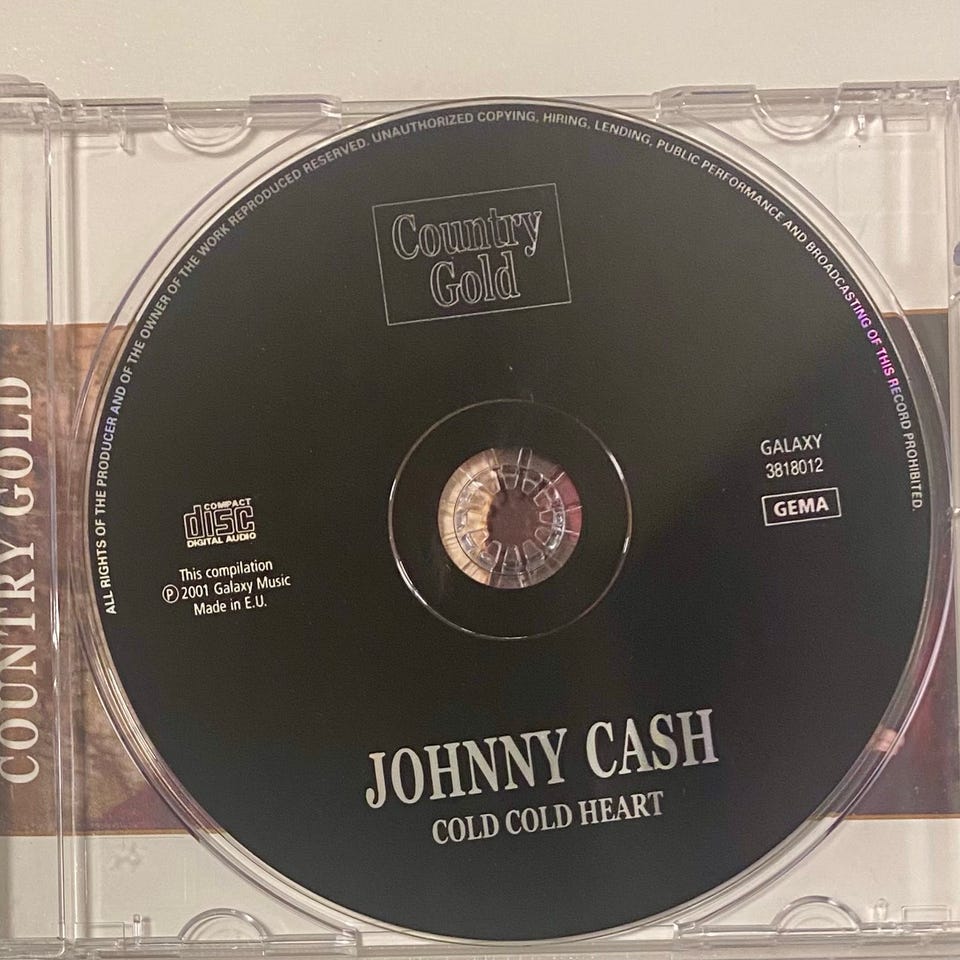 ALL RIGHTS OF THE PRODUCER AND OF THE OWNER OF THE WORK REPRODUCED RESERVED. UNAUTHORIZED COPYING, HIRING, LENDING, PUBLIC PERFORMANCE AND BROADCASTING OF THIS RECORD PROHIBITED.
Country
Gold
COUNTRY GOLD
COMPACT
disc
DIGITAL AUDIO
This compilation
℗ 2001 Galaxy Music
Made in E.U.
GALAXY
3818012
GEMA
JOHNNY CASH
COLD COLD HEART